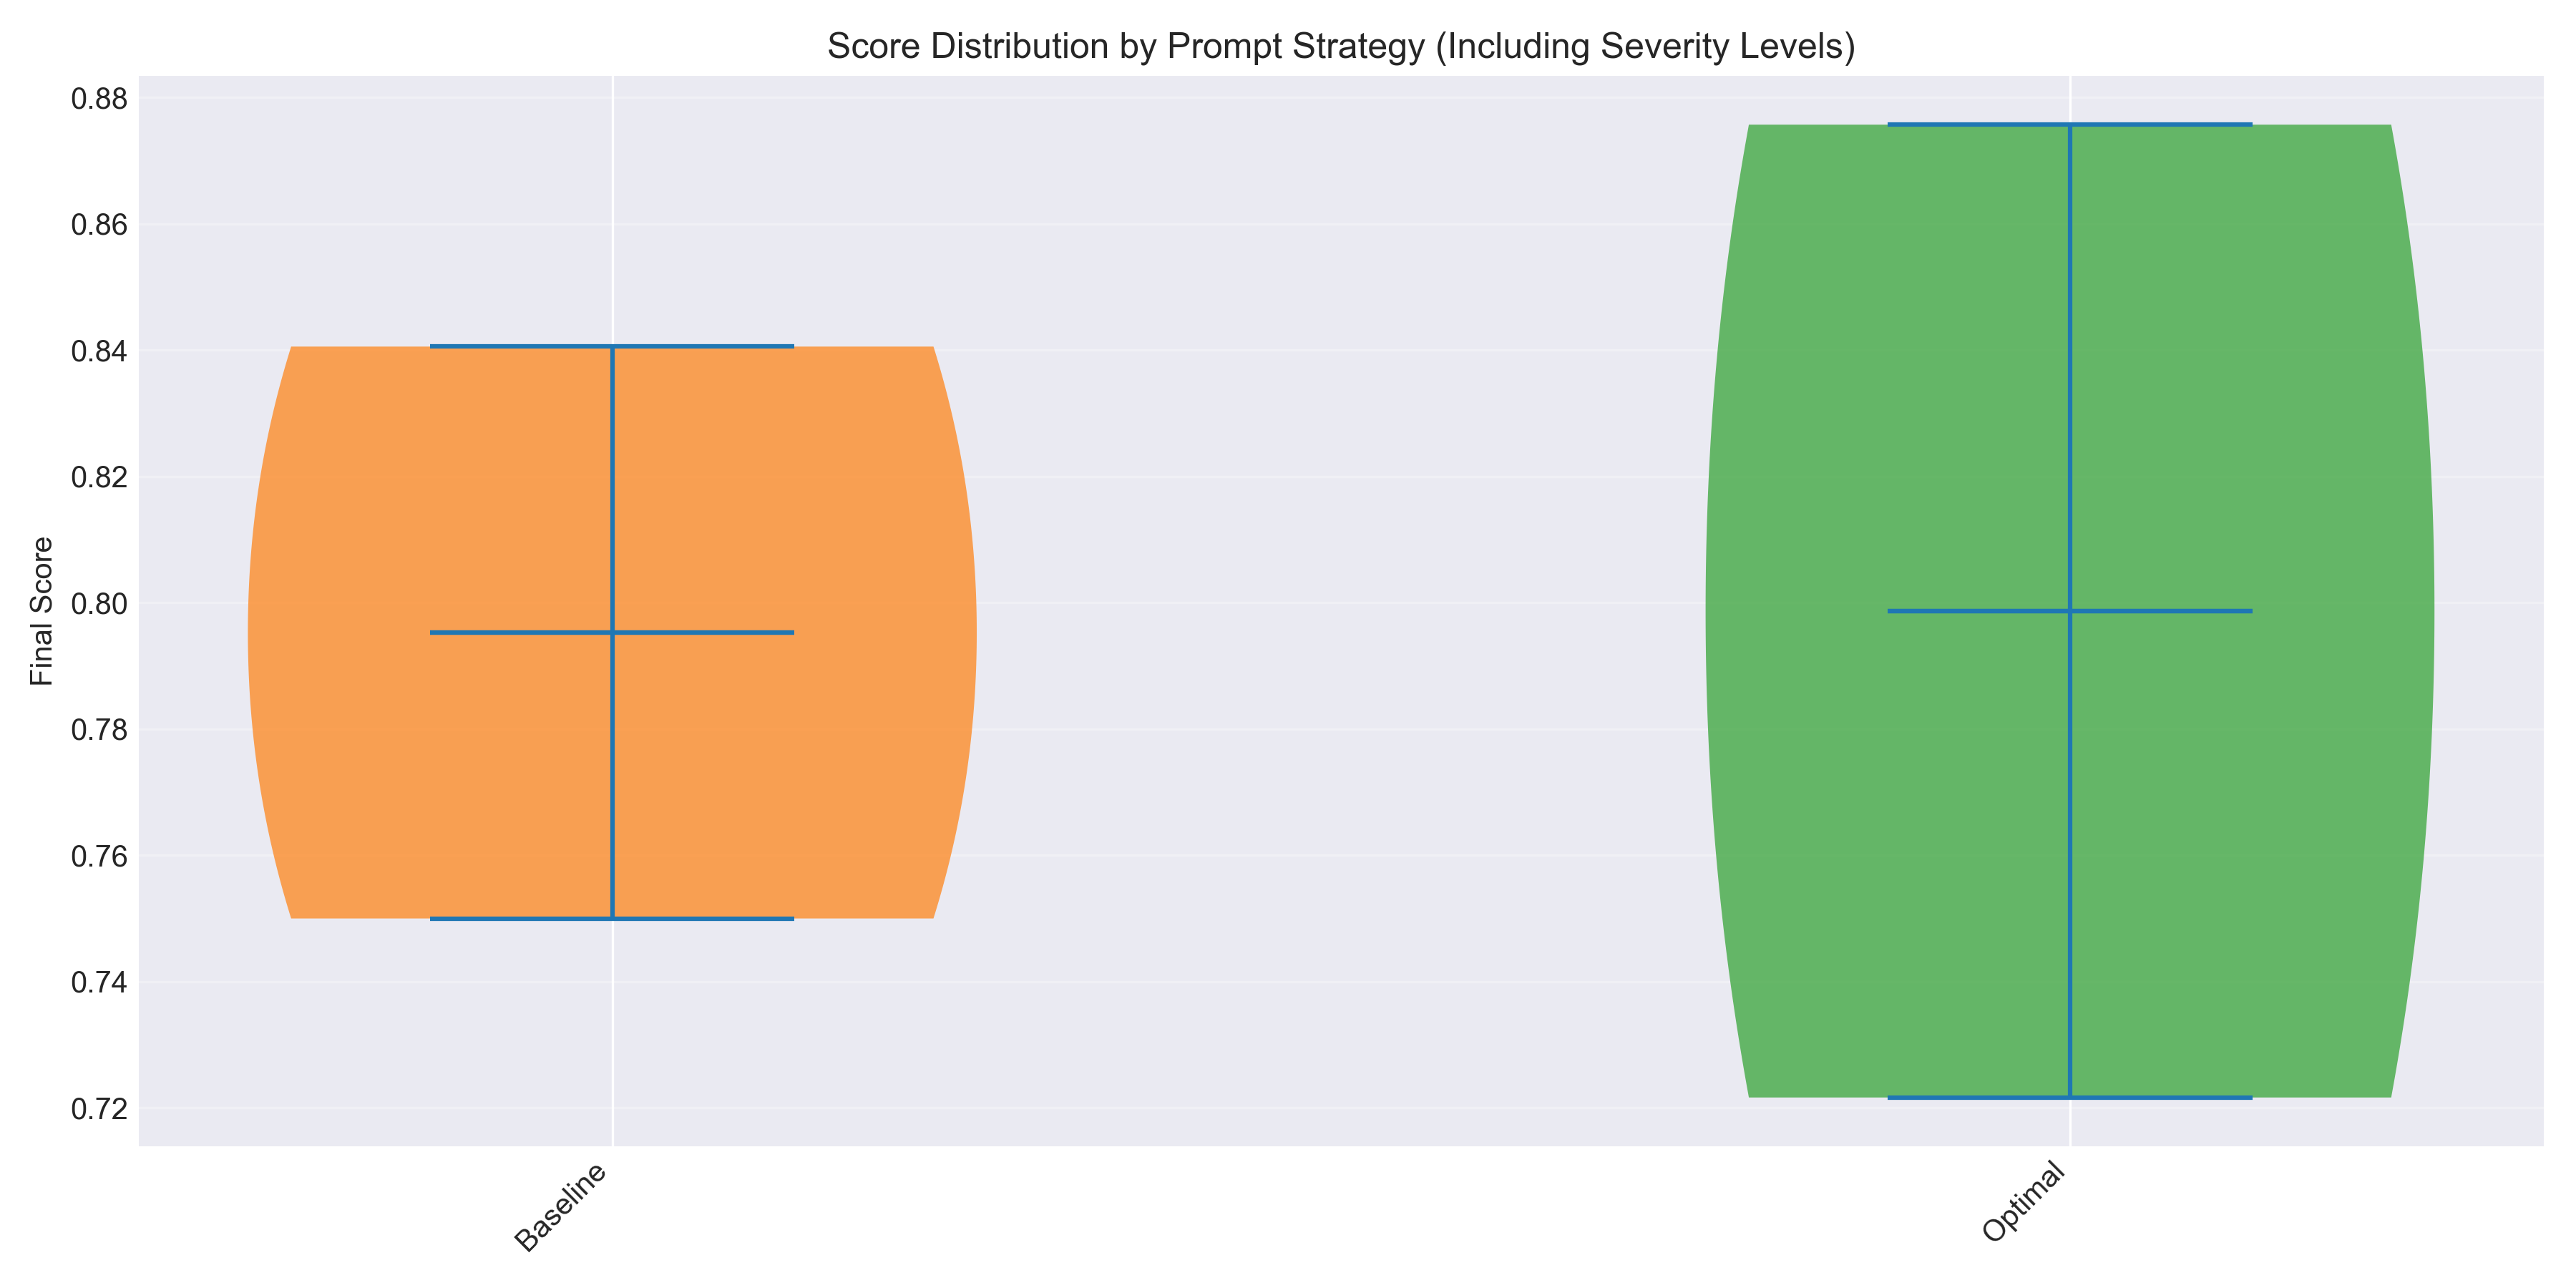 Score Distribution by Prompt Strategy (Including Severity Levels)
0.88
0.86
0.84
0.82
0.80
0.78
0.76
0.74
0.72
Final Score
Baseline
Optimal